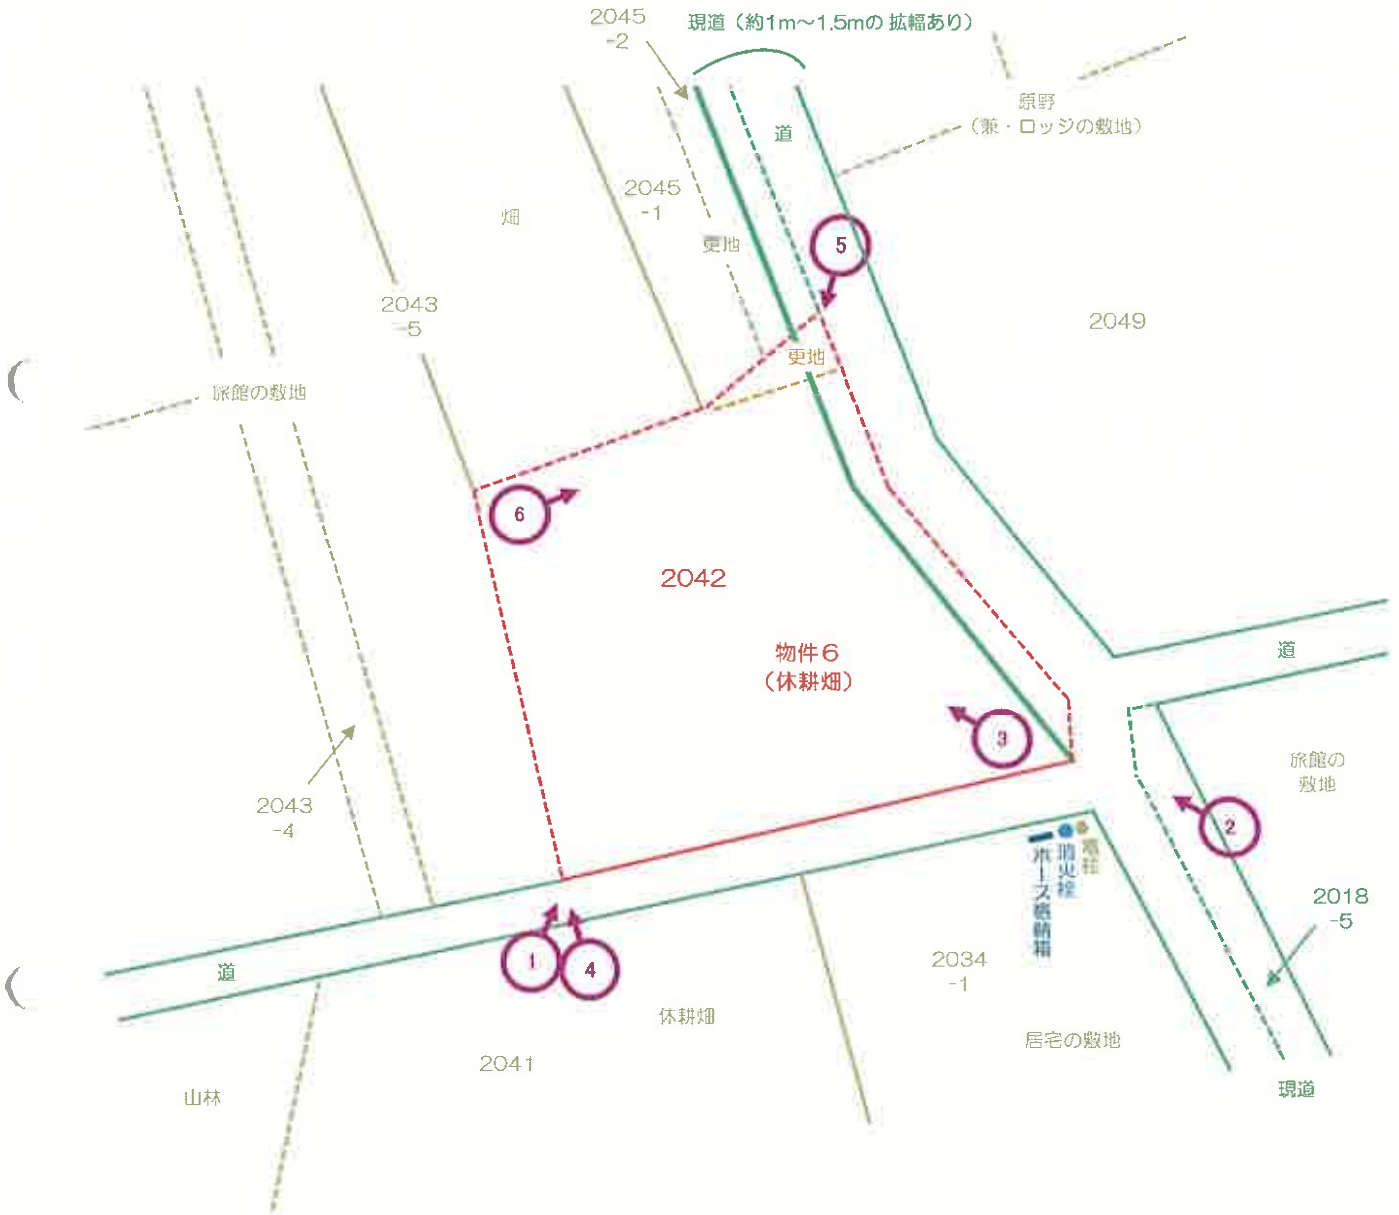 2045
-2
現道（約1m～1.5mの 拡幅あり）
原野
（兼・ロッジの敷地）
道
2045
-1
畑
更地
5
2043
-5
2049
更地
旅館の敷地
6
2042
物件6
（休耕畑）
道
3
旅館の
敷地
2043
-4
2
電柱
消火栓
ホース格納箱
2018
-5
1
4
道
2034
-1
休耕畑
居宅の敷地
2041
山林
現道